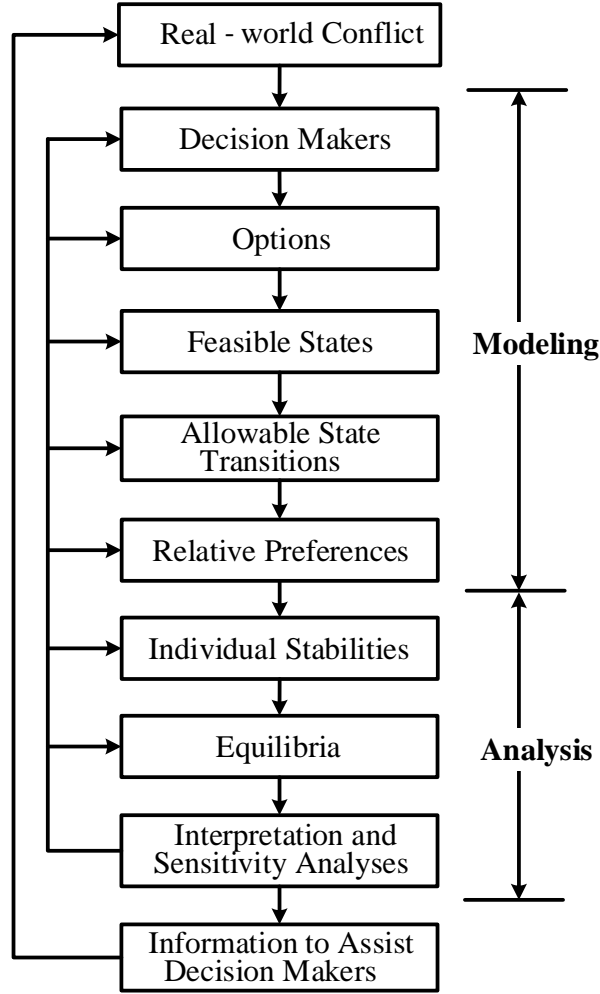 Real - world Conflict
Decision Makers
Options
Feasible States
Modeling
Allowable State
Transitions
Relative Preferences
Individual Stabilities
Equilibria
Analysis
Interpretation and
Sensitivity Analyses
Information to Assist
Decision Makers